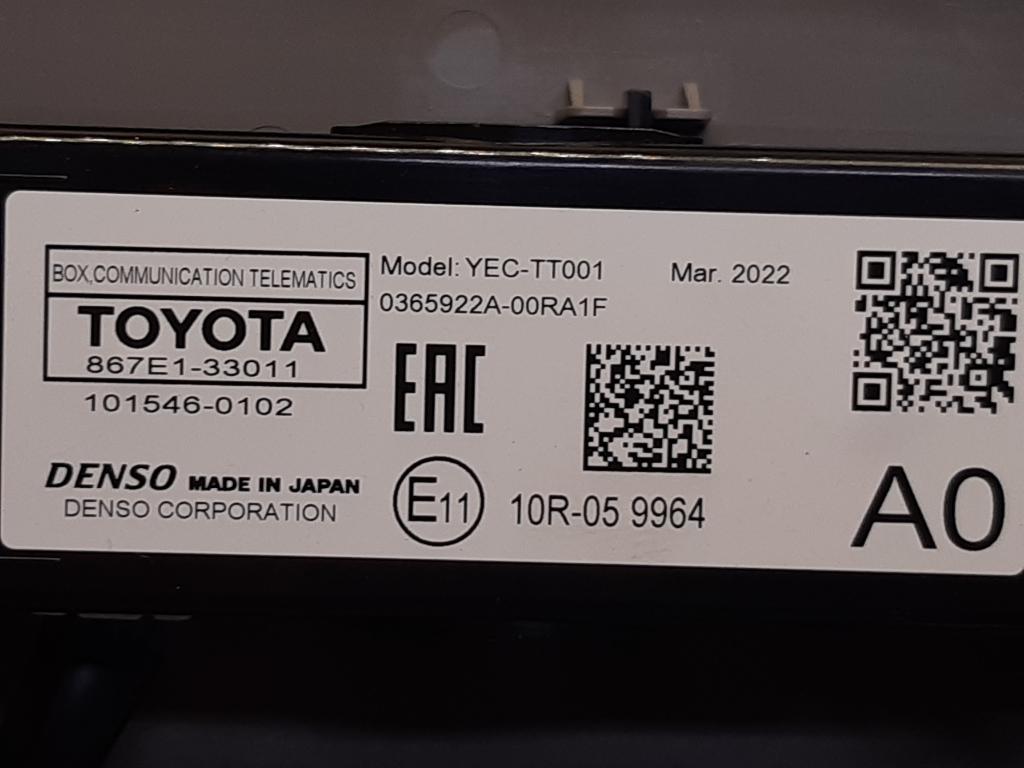 BOX,COMMUNICATION TELEMATICS
TOYOTA
867E1-33011
101546-0102
Model: YEC-TT001
Mar. 2022
0365922A-00RA1F
EAC
DENSO MADE IN JAPAN
DENSO CORPORATION
E11
10R-05 9964
A0